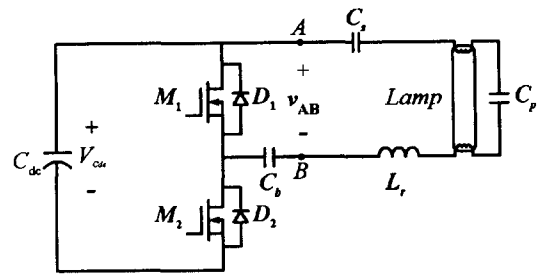 A
C_s
M_1
D_1
+
v_AB
-
Lamp
C_p
+
V_Cdc
-
C_dc
C_b
B
L_r
M_2
D_2